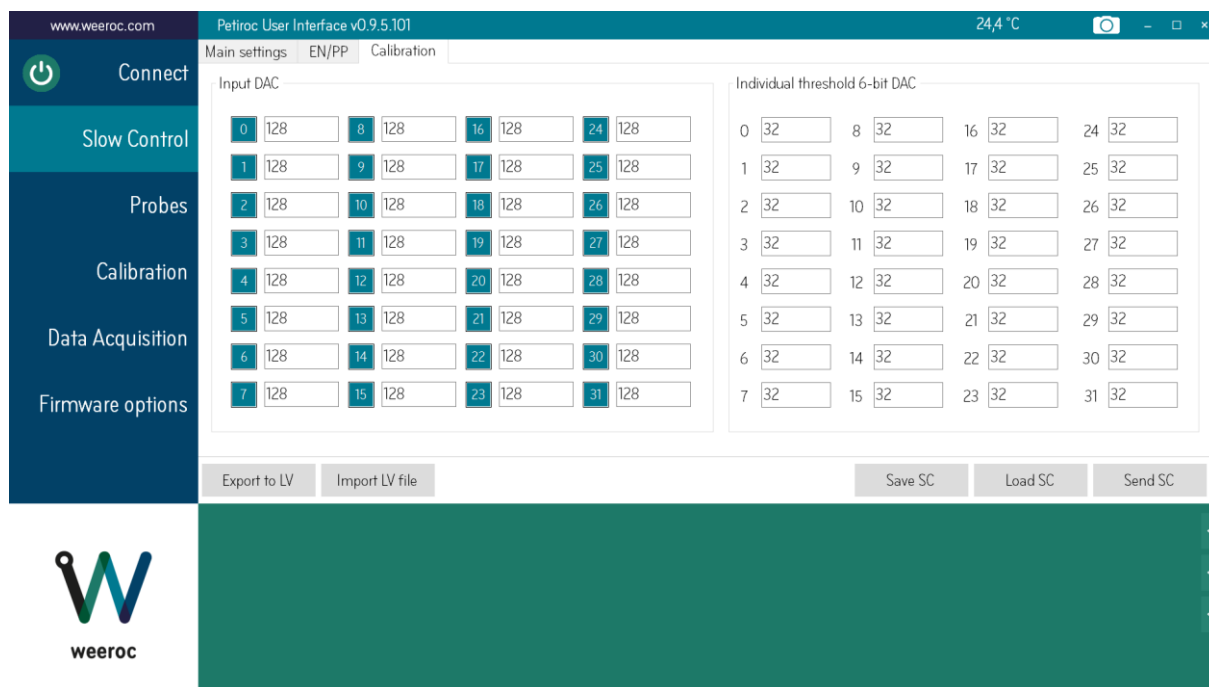 www.weeroc.com Petiroc User Interface v0.9.5.101 24,4 °C
Connect
Slow Control
Probes
Calibration
Data Acquisition
Firmware options
Main settings EN/PP Calibration
Input DAC
0 128 8 128 16 128 24 128
1 128 9 128 17 128 25 128
2 128 10 128 18 128 26 128
3 128 11 128 19 128 27 128
4 128 12 128 20 128 28 128
5 128 13 128 21 128 29 128
6 128 14 128 22 128 30 128
7 128 15 128 23 128 31 128
Individual threshold 6-bit DAC
0 32 8 32 16 32 24 32
1 32 9 32 17 32 25 32
2 32 10 32 18 32 26 32
3 32 11 32 19 32 27 32
4 32 12 32 20 32 28 32
5 32 13 32 21 32 29 32
6 32 14 32 22 32 30 32
7 32 15 32 23 32 31 32
Export to LV Import LV file Save SC Load SC Send SC
weeroc